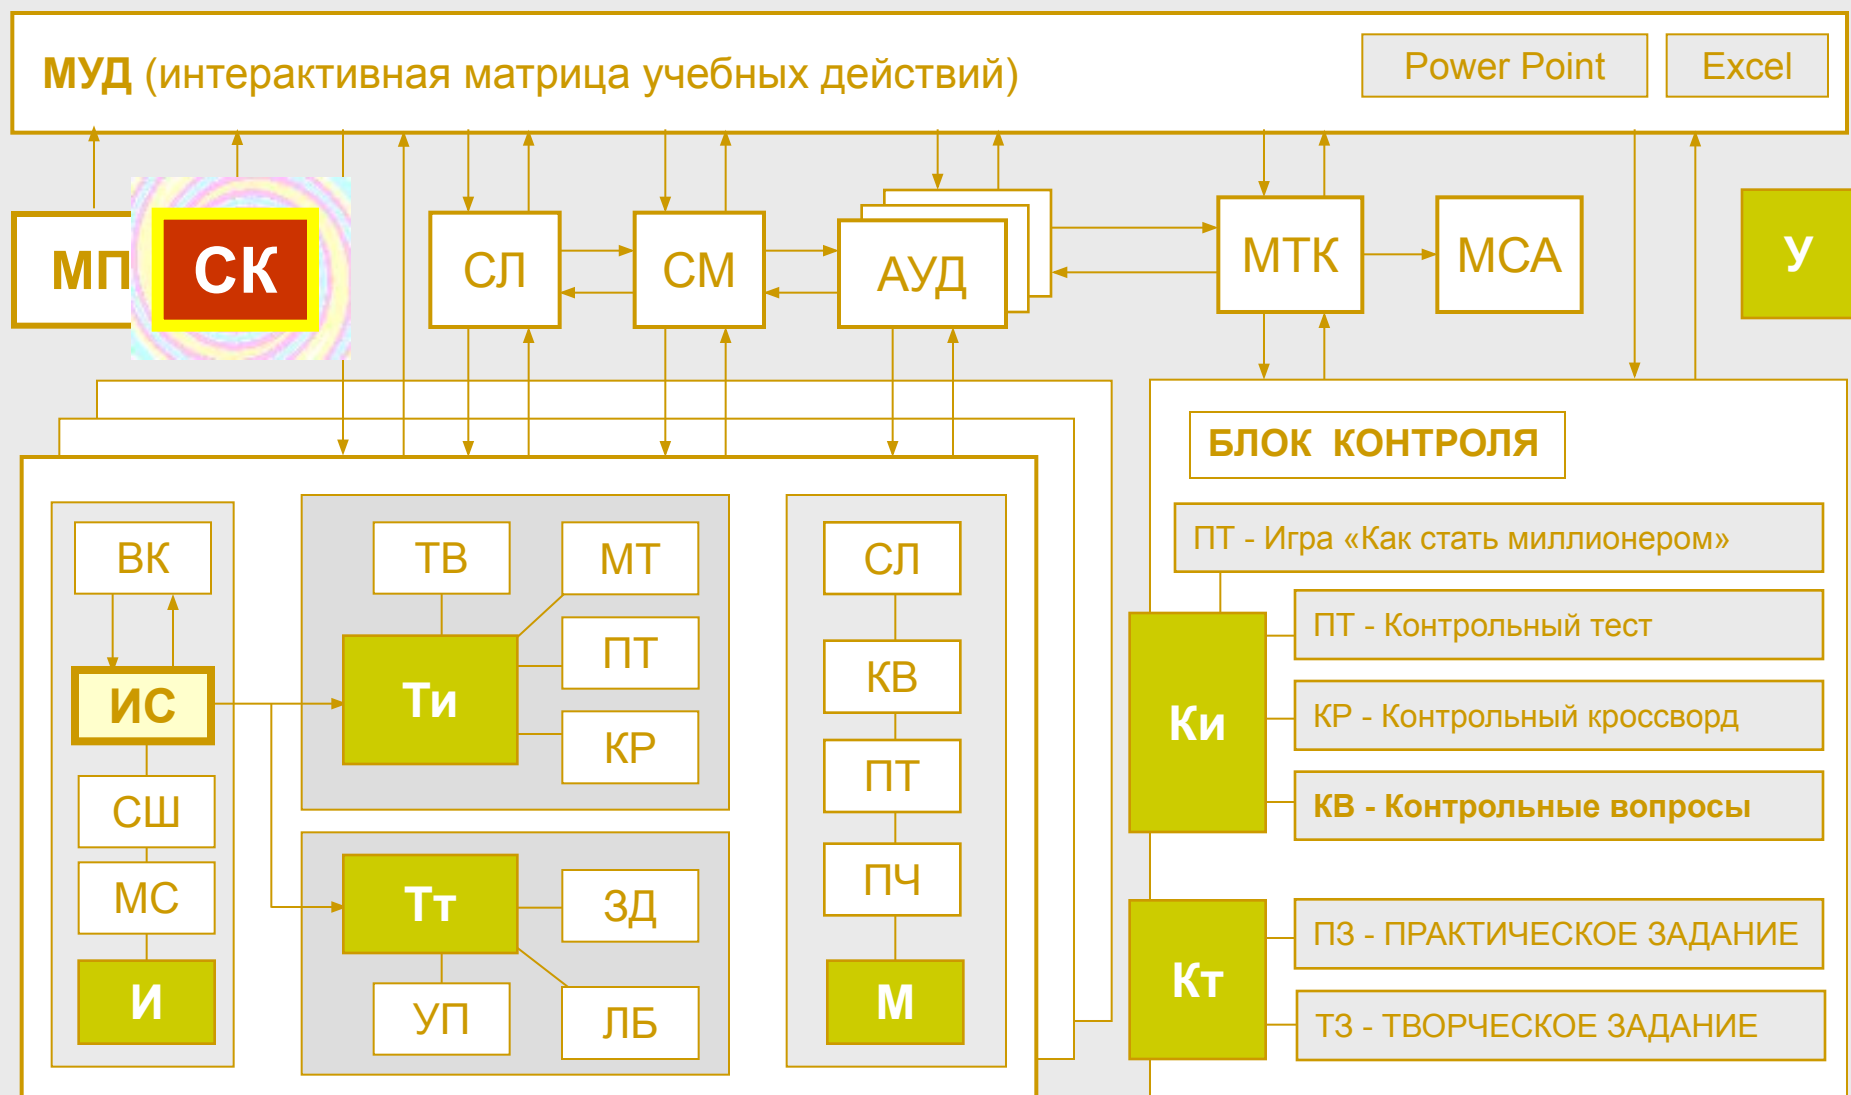 МУД (интерактивная матрица учебных действий)
Power Point
Excel
МП
СК
СЛ
СМ
АУД
МТК
МСА
У
ВК
ИС
СШ
МС
И
ТВ
МТ
ПТ
КР
Ти
Тт
ЗД
УП
ЛБ
СЛ
КВ
ПТ
ПЧ
М
БЛОК КОНТРОЛЯ
ПТ - Игра «Как стать миллионером»
Ки
ПТ - Контрольный тест
КР - Контрольный кроссворд
КВ - Контрольные вопросы
Кт
ПЗ - ПРАКТИЧЕСКОЕ ЗАДАНИЕ
ТЗ - ТВОРЧЕСКОЕ ЗАДАНИЕ